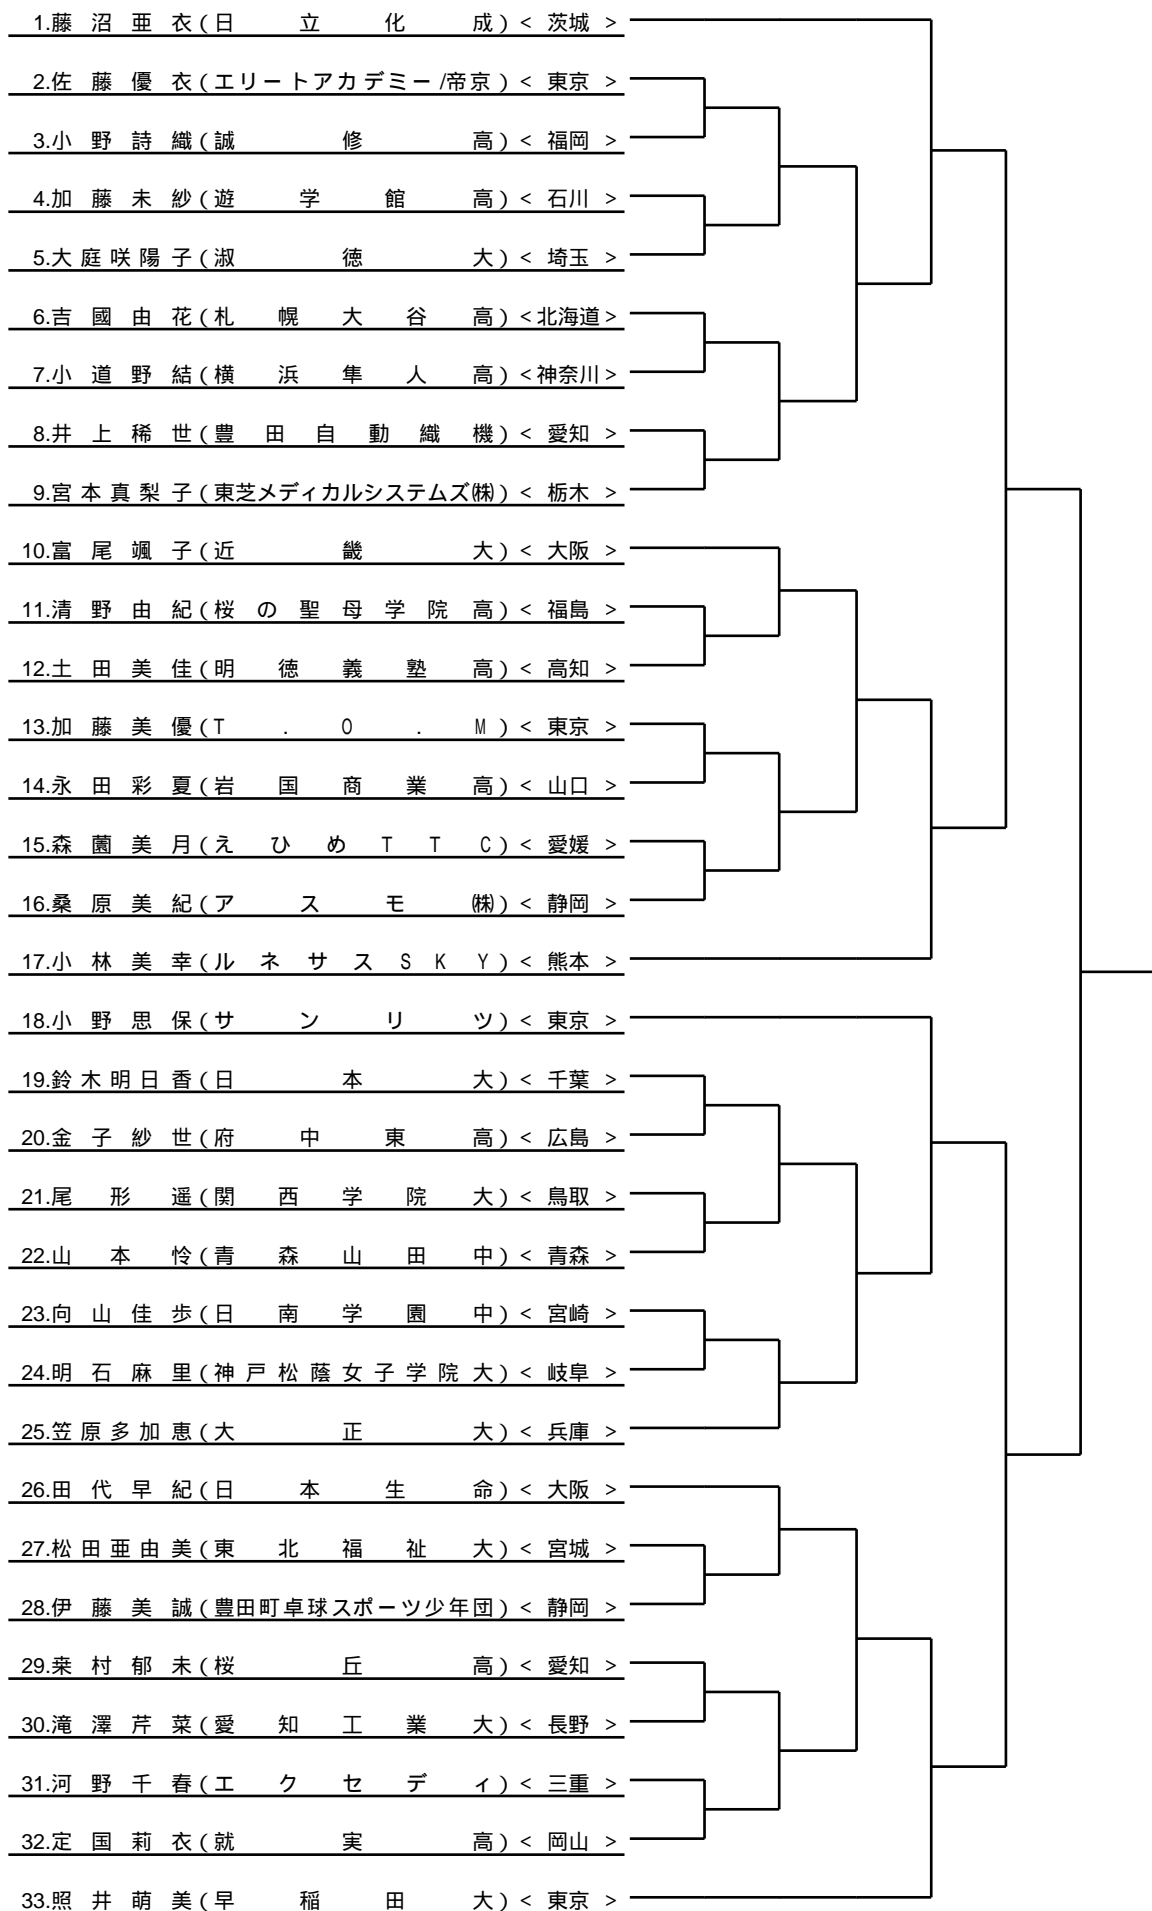 1.藤沼亜衣(日立化成)< 茨城 >
2.佐藤優衣(エリートアカデミー/帝京)< 東京 >
3.小野詩織(誠修高)< 福岡 >
4.加藤未紗(遊学館高)< 石川 >
5.大庭咲陽子(淑徳大)< 埼玉 >
6.吉國由花(札幌大谷高)<北海道>
7.小道野結(横浜隼人高)<神奈川>
8.井上稀世(豊田自動織機)< 愛知 >
9.宮本真梨子(東芝メディカルシステムズ㈱)< 栃木 >
10.富尾颯子(近畿大)< 大阪 >
11.清野由紀(桜の聖母学院高)< 福島 >
12.土田美佳(明徳義塾高)< 高知 >
13.加藤美優(T.O.M)< 東京 >
14.永田彩夏(岩国商業高)< 山口 >
15.森薗美月(えひめTTC)< 愛媛 >
16.桑原美紀(アスモ㈱)< 静岡 >
17.小林美幸(ルネサスSKY)< 熊本 >
18.小野思保(サンリツ)< 東京 >
19.鈴木明日香(日本大)< 千葉 >
20.金子紗世(府中東高)< 広島 >
21.尾形遥(関西学院大)< 鳥取 >
22.山本怜(青森山田中)< 青森 >
23.向山佳歩(日南学園中)< 宮崎 >
24.明石麻里(神戸松蔭女子学院大)< 岐阜 >
25.笠原多加恵(大正大)< 兵庫 >
26.田代早紀(日本生命)< 大阪 >
27.松田亜由美(東北福祉大)< 宮城 >
28.伊藤美誠(豊田町卓球スポーツ少年団)< 静岡 >
29.桒村郁未(桜丘高)< 愛知 >
30.滝澤芹菜(愛知工業大)< 長野 >
31.河野千春(エクセディ)< 三重 >
32.定国莉衣(就実高)< 岡山 >
33.照井萌美(早稲田大)< 東京 >